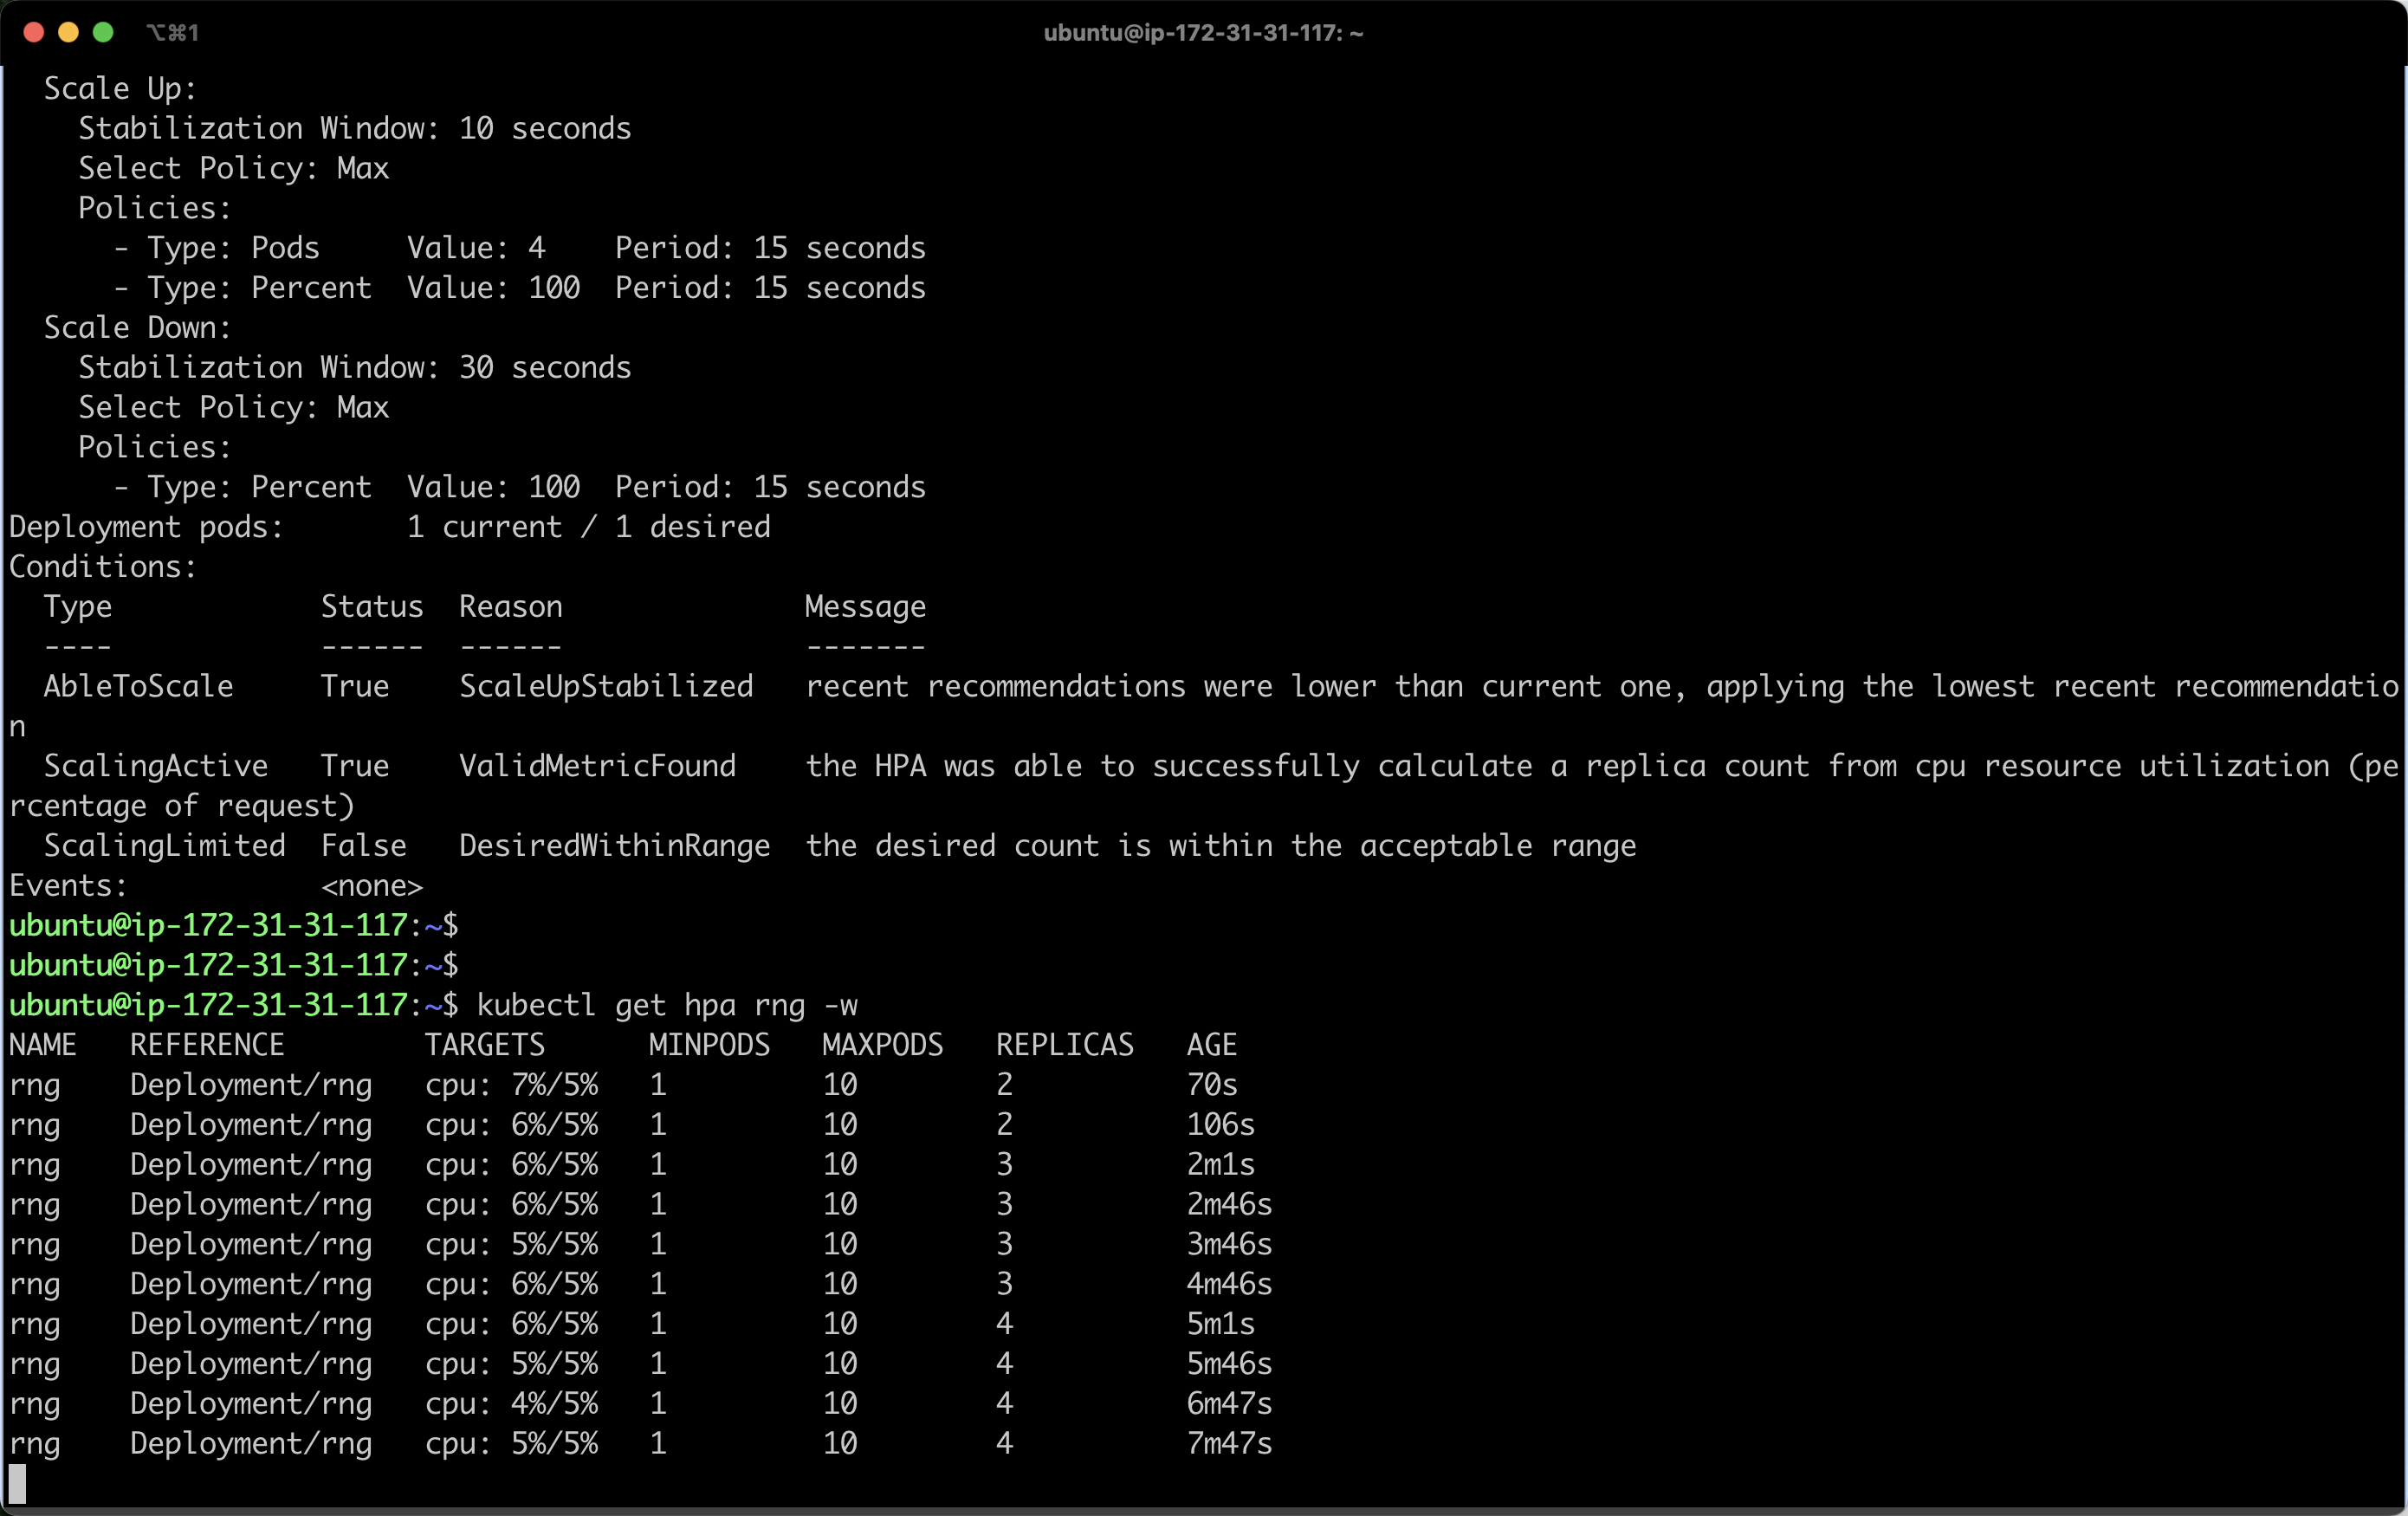 ⌥⌘1
ubuntu@ip-172-31-31-117: ~
  Scale Up:
    Stabilization Window: 10 seconds
    Select Policy: Max
    Policies:
      - Type: Pods     Value: 4    Period: 15 seconds
      - Type: Percent  Value: 100  Period: 15 seconds
  Scale Down:
    Stabilization Window: 30 seconds
    Select Policy: Max
    Policies:
      - Type: Percent  Value: 100  Period: 15 seconds
Deployment pods:       1 current / 1 desired
Conditions:
  Type            Status  Reason              Message
  ----            ------  ------              -------
  AbleToScale     True    ScaleUpStabilized   recent recommendations were lower than current one, applying the lowest recent recommendatio
n
  ScalingActive   True    ValidMetricFound    the HPA was able to successfully calculate a replica count from cpu resource utilization (pe
rcentage of request)
  ScalingLimited  False   DesiredWithinRange  the desired count is within the acceptable range
Events:           <none>
ubuntu@ip-172-31-31-117:~$
ubuntu@ip-172-31-31-117:~$
ubuntu@ip-172-31-31-117:~$ kubectl get hpa rng -w
NAME   REFERENCE        TARGETS      MINPODS   MAXPODS   REPLICAS   AGE
rng    Deployment/rng   cpu: 7%/5%   1         10        2          70s
rng    Deployment/rng   cpu: 6%/5%   1         10        2          106s
rng    Deployment/rng   cpu: 6%/5%   1         10        3          2m1s
rng    Deployment/rng   cpu: 6%/5%   1         10        3          2m46s
rng    Deployment/rng   cpu: 5%/5%   1         10        3          3m46s
rng    Deployment/rng   cpu: 6%/5%   1         10        3          4m46s
rng    Deployment/rng   cpu: 6%/5%   1         10        4          5m1s
rng    Deployment/rng   cpu: 5%/5%   1         10        4          5m46s
rng    Deployment/rng   cpu: 4%/5%   1         10        4          6m47s
rng    Deployment/rng   cpu: 5%/5%   1         10        4          7m47s